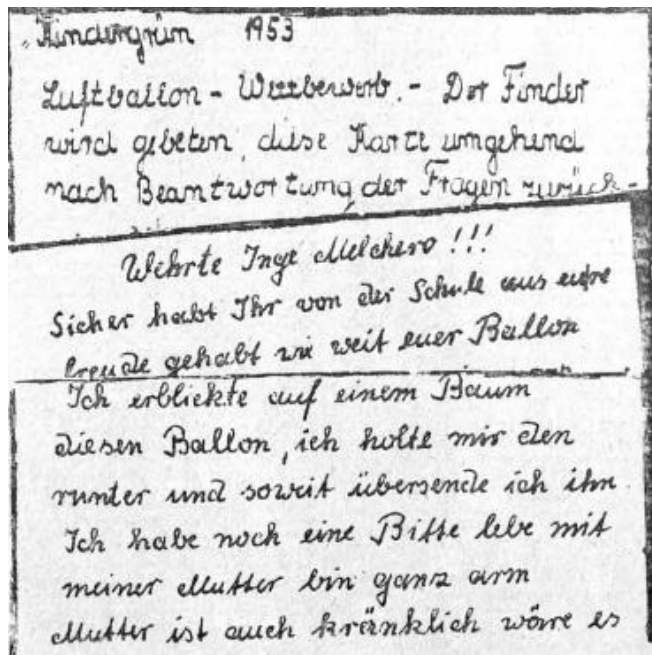 "Kindergrün 1953
Luftballon - Wettbewerb. - Der Finder
wird gebeten, diese Karte umgehend
nach Beantwortung der Fragen zurück-
Wehrte Inge Melchero !!!
Sicher habt Ihr von der Schule aus eure
Freude gehabt wie weit euer Ballon
Ich erblickte auf einem Baum
diesen Ballon, ich holte mir den
runter und soweit übersende ich ihn.
Ich habe noch eine Bitte lebe mit
meiner Mutter bin ganz arm
Mutter ist auch kränklich wäre es